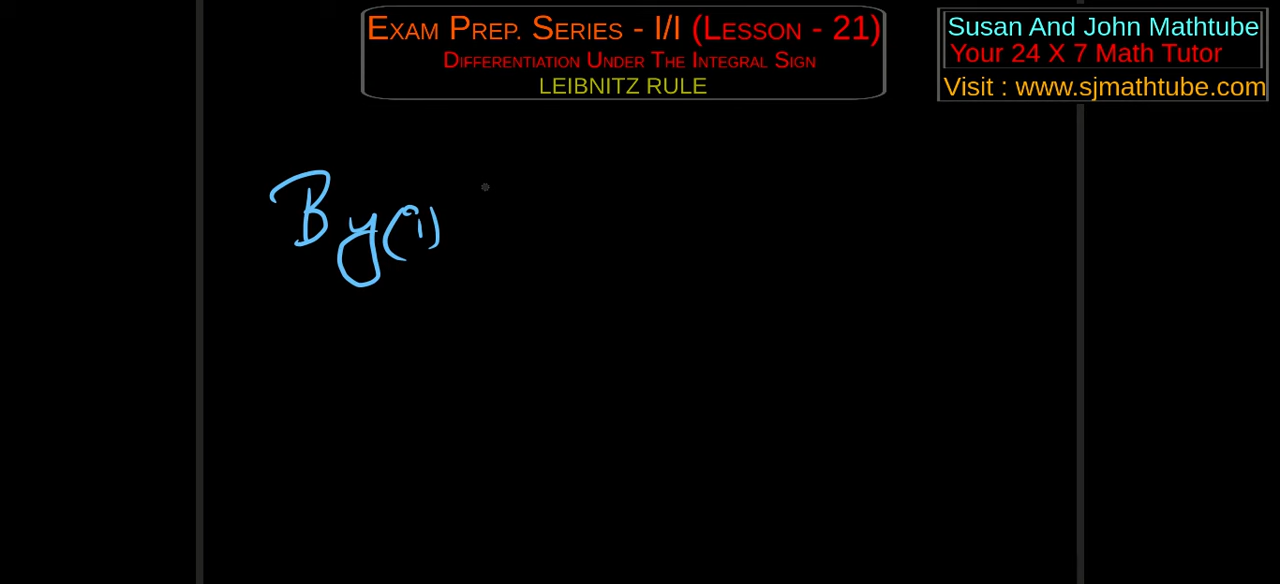 Exam Prep. Series - I/I (Lesson - 21)
Differentiation Under The Integral Sign
LEIBNITZ RULE
Susan And John Mathtube
Your 24 X 7 Math Tutor
Visit : www.sjmathtube.com
By (i)